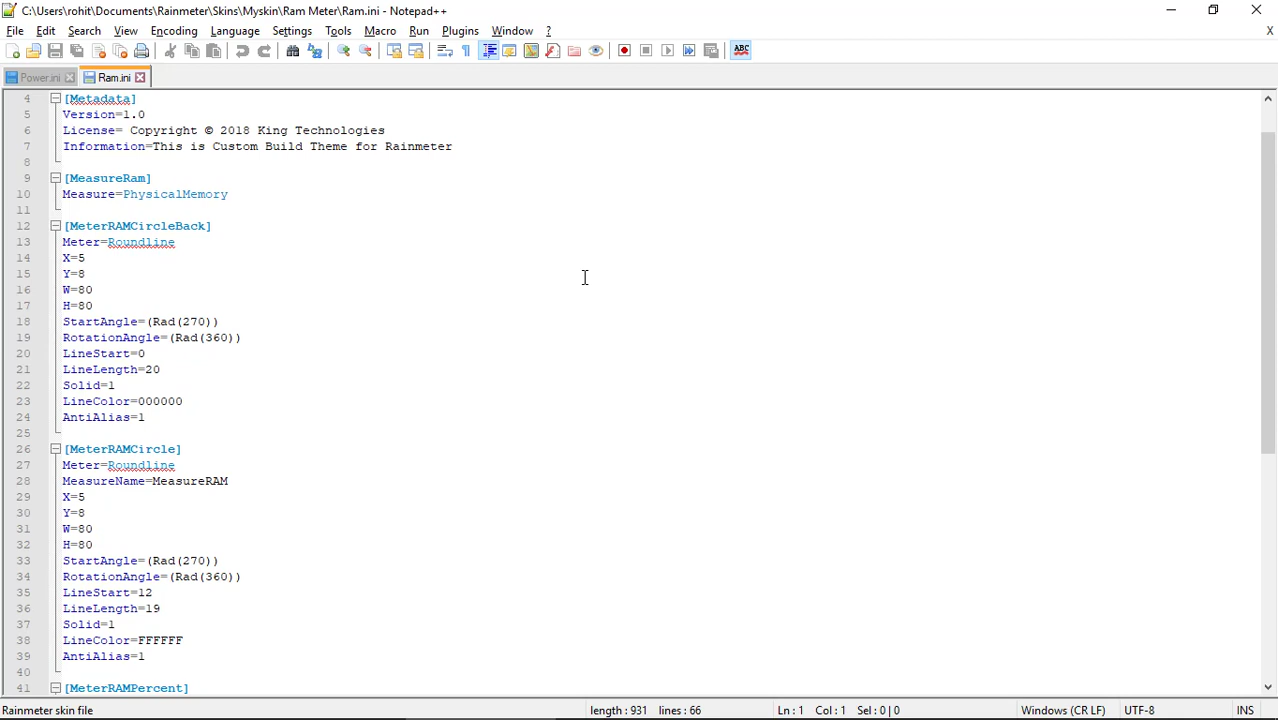 C:\Users\rohit\Documents\Rainmeter\Skins\Myskin\Ram Meter\Ram.ini - Notepad++
File Edit Search View Encoding Language Settings Tools Macro Run Plugins Window ? X
ABC
Power.ini Ram.ini
4 [Metadata]
5 Version=1.0
6 License= Copyright © 2018 King Technologies
7 Information=This is Custom Build Theme for Rainmeter
8
9 [MeasureRam]
10 Measure=PhysicalMemory
11
12 [MeterRAMCircleBack]
13 Meter=Roundline
14 X=5
15 Y=8
16 W=80
17 H=80
18 StartAngle=(Rad(270))
19 RotationAngle=(Rad(360))
20 LineStart=0
21 LineLength=20
22 Solid=1
23 LineColor=000000
24 AntiAlias=1
25
26 [MeterRAMCircle]
27 Meter=Roundline
28 MeasureName=MeasureRAM
29 X=5
30 Y=8
31 W=80
32 H=80
33 StartAngle=(Rad(270))
34 RotationAngle=(Rad(360))
35 LineStart=12
36 LineLength=19
37 Solid=1
38 LineColor=FFFFFF
39 AntiAlias=1
40
41 [MeterRAMPercent]
Rainmeter skin file length : 931 lines : 66 Ln : 1 Col : 1 Sel : 0 | 0 Windows (CR LF) UTF-8 INS